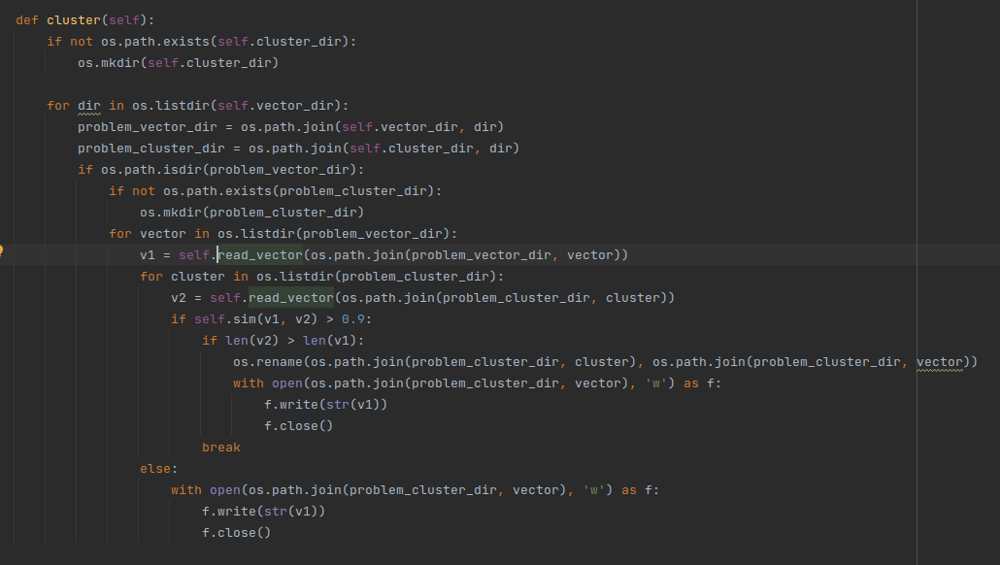 def cluster(self):
    if not os.path.exists(self.cluster_dir):
        os.mkdir(self.cluster_dir)

    for dir in os.listdir(self.vector_dir):
        problem_vector_dir = os.path.join(self.vector_dir, dir)
        problem_cluster_dir = os.path.join(self.cluster_dir, dir)
        if os.path.isdir(problem_vector_dir):
            if not os.path.exists(problem_cluster_dir):
                os.mkdir(problem_cluster_dir)
            for vector in os.listdir(problem_vector_dir):
                v1 = self.read_vector(os.path.join(problem_vector_dir, vector))
                for cluster in os.listdir(problem_cluster_dir):
                    v2 = self.read_vector(os.path.join(problem_cluster_dir, cluster))
                    if self.sim(v1, v2) > 0.9:
                        if len(v2) > len(v1):
                            os.rename(os.path.join(problem_cluster_dir, cluster), os.path.join(problem_cluster_dir, vector))
                            with open(os.path.join(problem_cluster_dir, vector), 'w') as f:
                                f.write(str(v1))
                                f.close()
                        break
                else:
                    with open(os.path.join(problem_cluster_dir, vector), 'w') as f:
                        f.write(str(v1))
                        f.close()